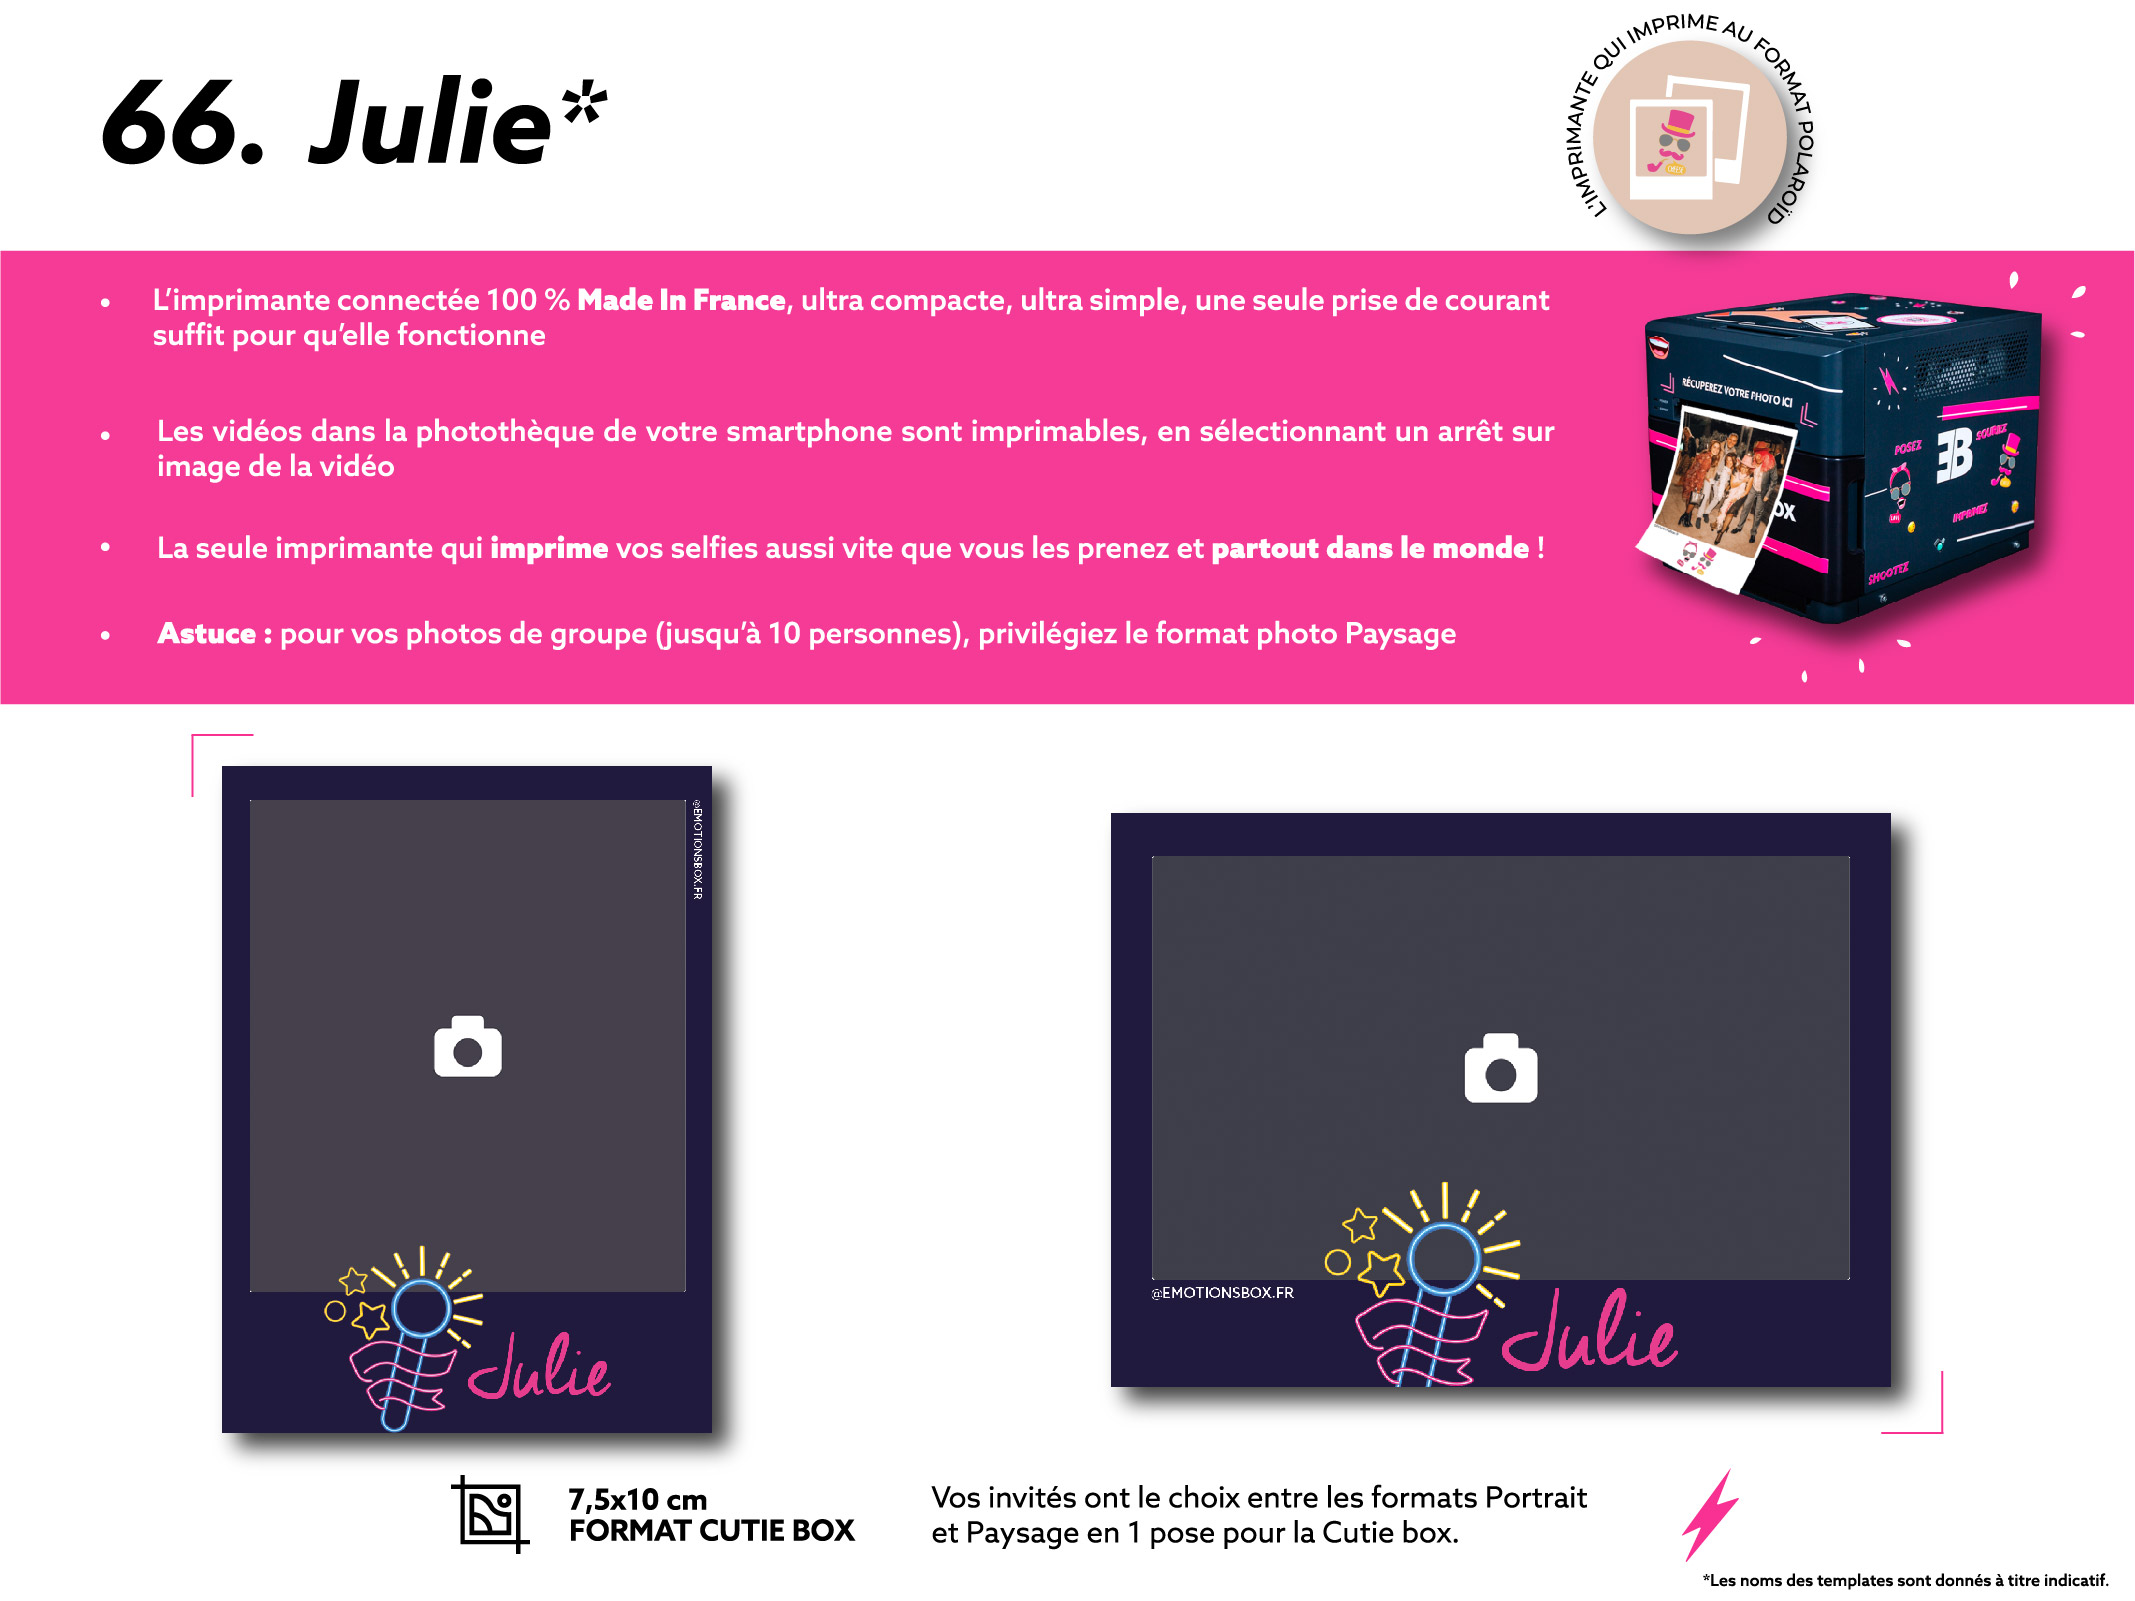 66. Julie*
L'IMPRIMANTE QUI IMPRIME AU FORMAT POLAROÏD
• L'imprimante connectée 100 % Made In France, ultra compacte, ultra simple, une seule prise de courant
suffit pour qu'elle fonctionne
• Les vidéos dans la photothèque de votre smartphone sont imprimables, en sélectionnant un arrêt sur
image de la vidéo
• La seule imprimante qui imprime vos selfies aussi vite que vous les prenez et partout dans le monde !
• Astuce : pour vos photos de groupe (jusqu'à 10 personnes), privilégiez le format photo Paysage
RÉCUPEREZ VOTRE PHOTO ICI
POSEZ
EB
SOURIEZ
IMPRIMEZ
SHOOTEZ
OX
@EMOTIONSBOX.FR
Julie
@EMOTIONSBOX.FR
Julie
7,5x10 cm
FORMAT CUTIE BOX
Vos invités ont le choix entre les formats Portrait
et Paysage en 1 pose pour la Cutie box.
*Les noms des templates sont donnés à titre indicatif.